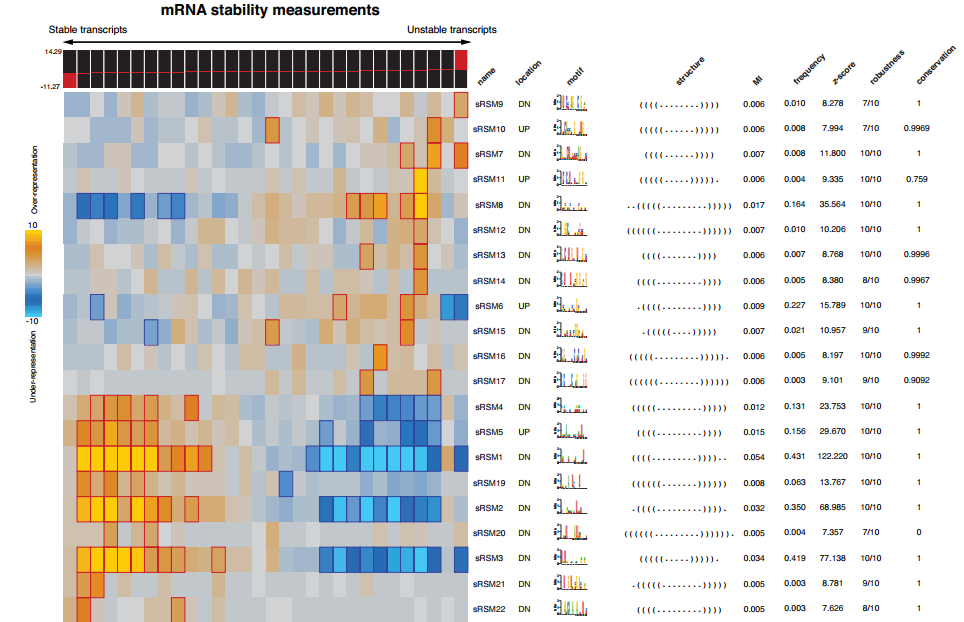 mRNA stability measurements
Stable transcripts Unstable transcripts
14.29
-11.27
name location motif structure MI frequency z-score robustness conservation
Over-representation
10
-10
Under-representation
sRSM9 DN ((((........)))) 0.006 0.010 8.278 7/10 1
sRSM10 UP (((((......))))) 0.006 0.008 7.994 7/10 0.9969
sRSM7 DN ((((......)))) 0.007 0.008 11.800 10/10 1
sRSM11 UP (((((......))))). 0.006 0.004 9.335 10/10 0.759
sRSM8 DN ..(((((.........))))) 0.017 0.164 35.564 10/10 1
sRSM12 DN ((((((.........)))))) 0.007 0.010 10.206 10/10 1
sRSM13 DN ((((.......)))) 0.006 0.007 8.768 10/10 0.9996
sRSM14 DN ((((........)))) 0.006 0.005 8.380 8/10 0.9967
sRSM6 UP .((((........)))) 0.009 0.227 15.789 10/10 1
sRSM15 DN .(((((.....))))) 0.007 0.021 10.957 9/10 1
sRSM16 DN (((((........))))). 0.006 0.005 8.197 10/10 0.9992
sRSM17 DN ((((((........)))))) 0.006 0.003 9.101 9/10 0.9092
sRSM4 DN (((((.........))))) 0.012 0.131 23.753 10/10 1
sRSM5 UP ((((.........)))) 0.015 0.156 29.670 10/10 1
sRSM1 DN ((((.........)))). 0.054 0.431 122.220 10/10 1
sRSM19 DN ((((((........)))))) 0.008 0.063 13.767 10/10 1
sRSM2 DN .((((.........)))). 0.032 0.350 68.985 10/10 1
sRSM20 DN ((((((.........)))))). 0.005 0.004 7.357 7/10 0
sRSM3 DN (((((......))))). 0.034 0.419 77.138 10/10 1
sRSM21 DN .(((((........))))) 0.005 0.003 8.781 9/10 1
sRSM22 DN ((((.........)))) 0.005 0.003 7.626 8/10 1